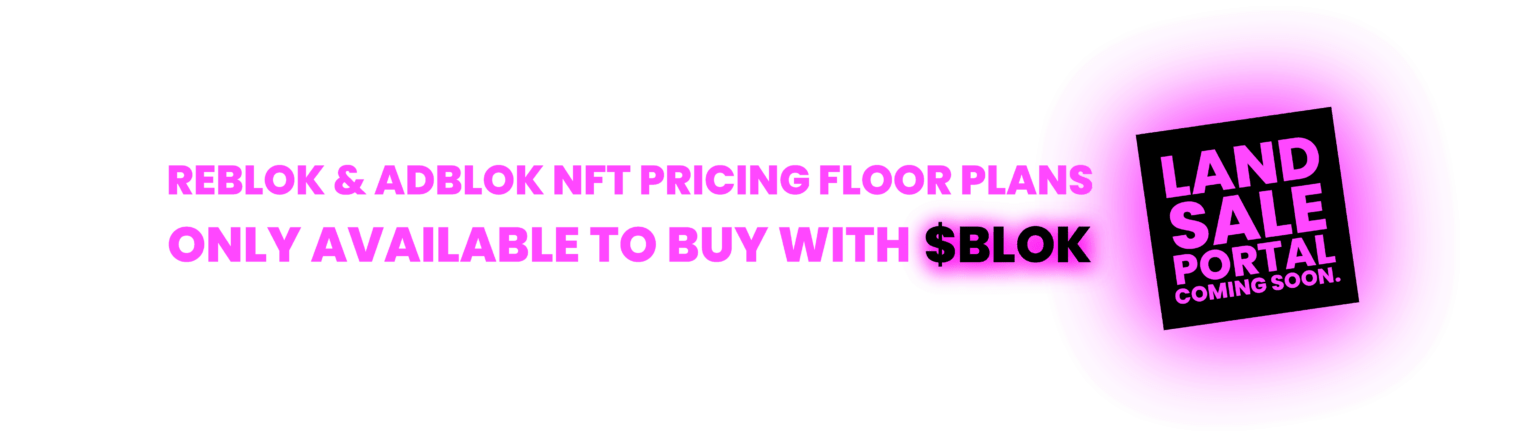 REBLOK & ADBLOK NFT PRICING FLOOR PLANS
ONLY AVAILABLE TO BUY WITH $BLOK
LAND
SALE
PORTAL
COMING SOON.